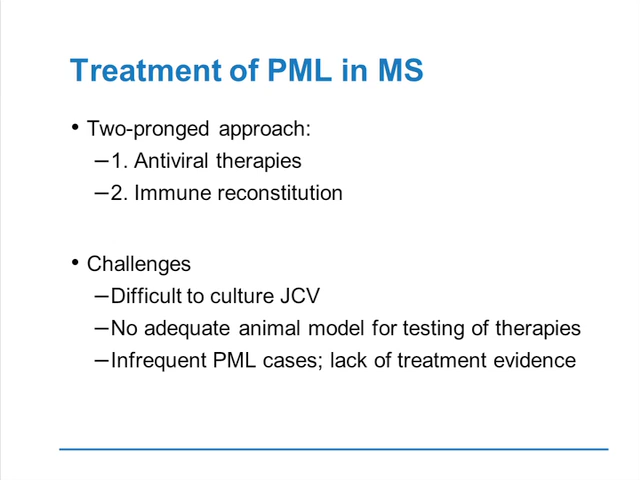 Treatment of PML in MS
• Two-pronged approach:
–1. Antiviral therapies
–2. Immune reconstitution
• Challenges
–Difficult to culture JCV
–No adequate animal model for testing of therapies
–Infrequent PML cases; lack of treatment evidence